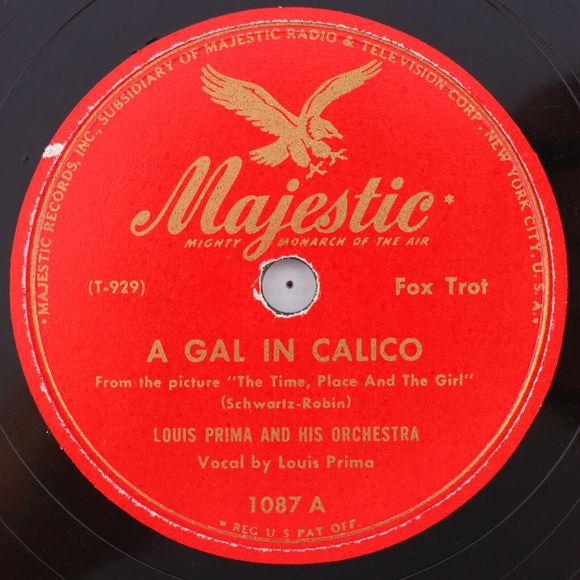 • MAJESTIC RECORDS, INC., SUBSIDIARY OF MAJESTIC RADIO & TELEVISION CORP. • NEW YORK CITY, U.S.A. •
Majestic*
MIGHTY MONARCH OF THE AIR
(T-929) Fox Trot
A GAL IN CALICO
From the picture "The Time, Place And The Girl"
(Schwartz-Robin)
LOUIS PRIMA AND HIS ORCHESTRA
Vocal by Louis Prima
1087 A
* REG. U S PAT OFF.